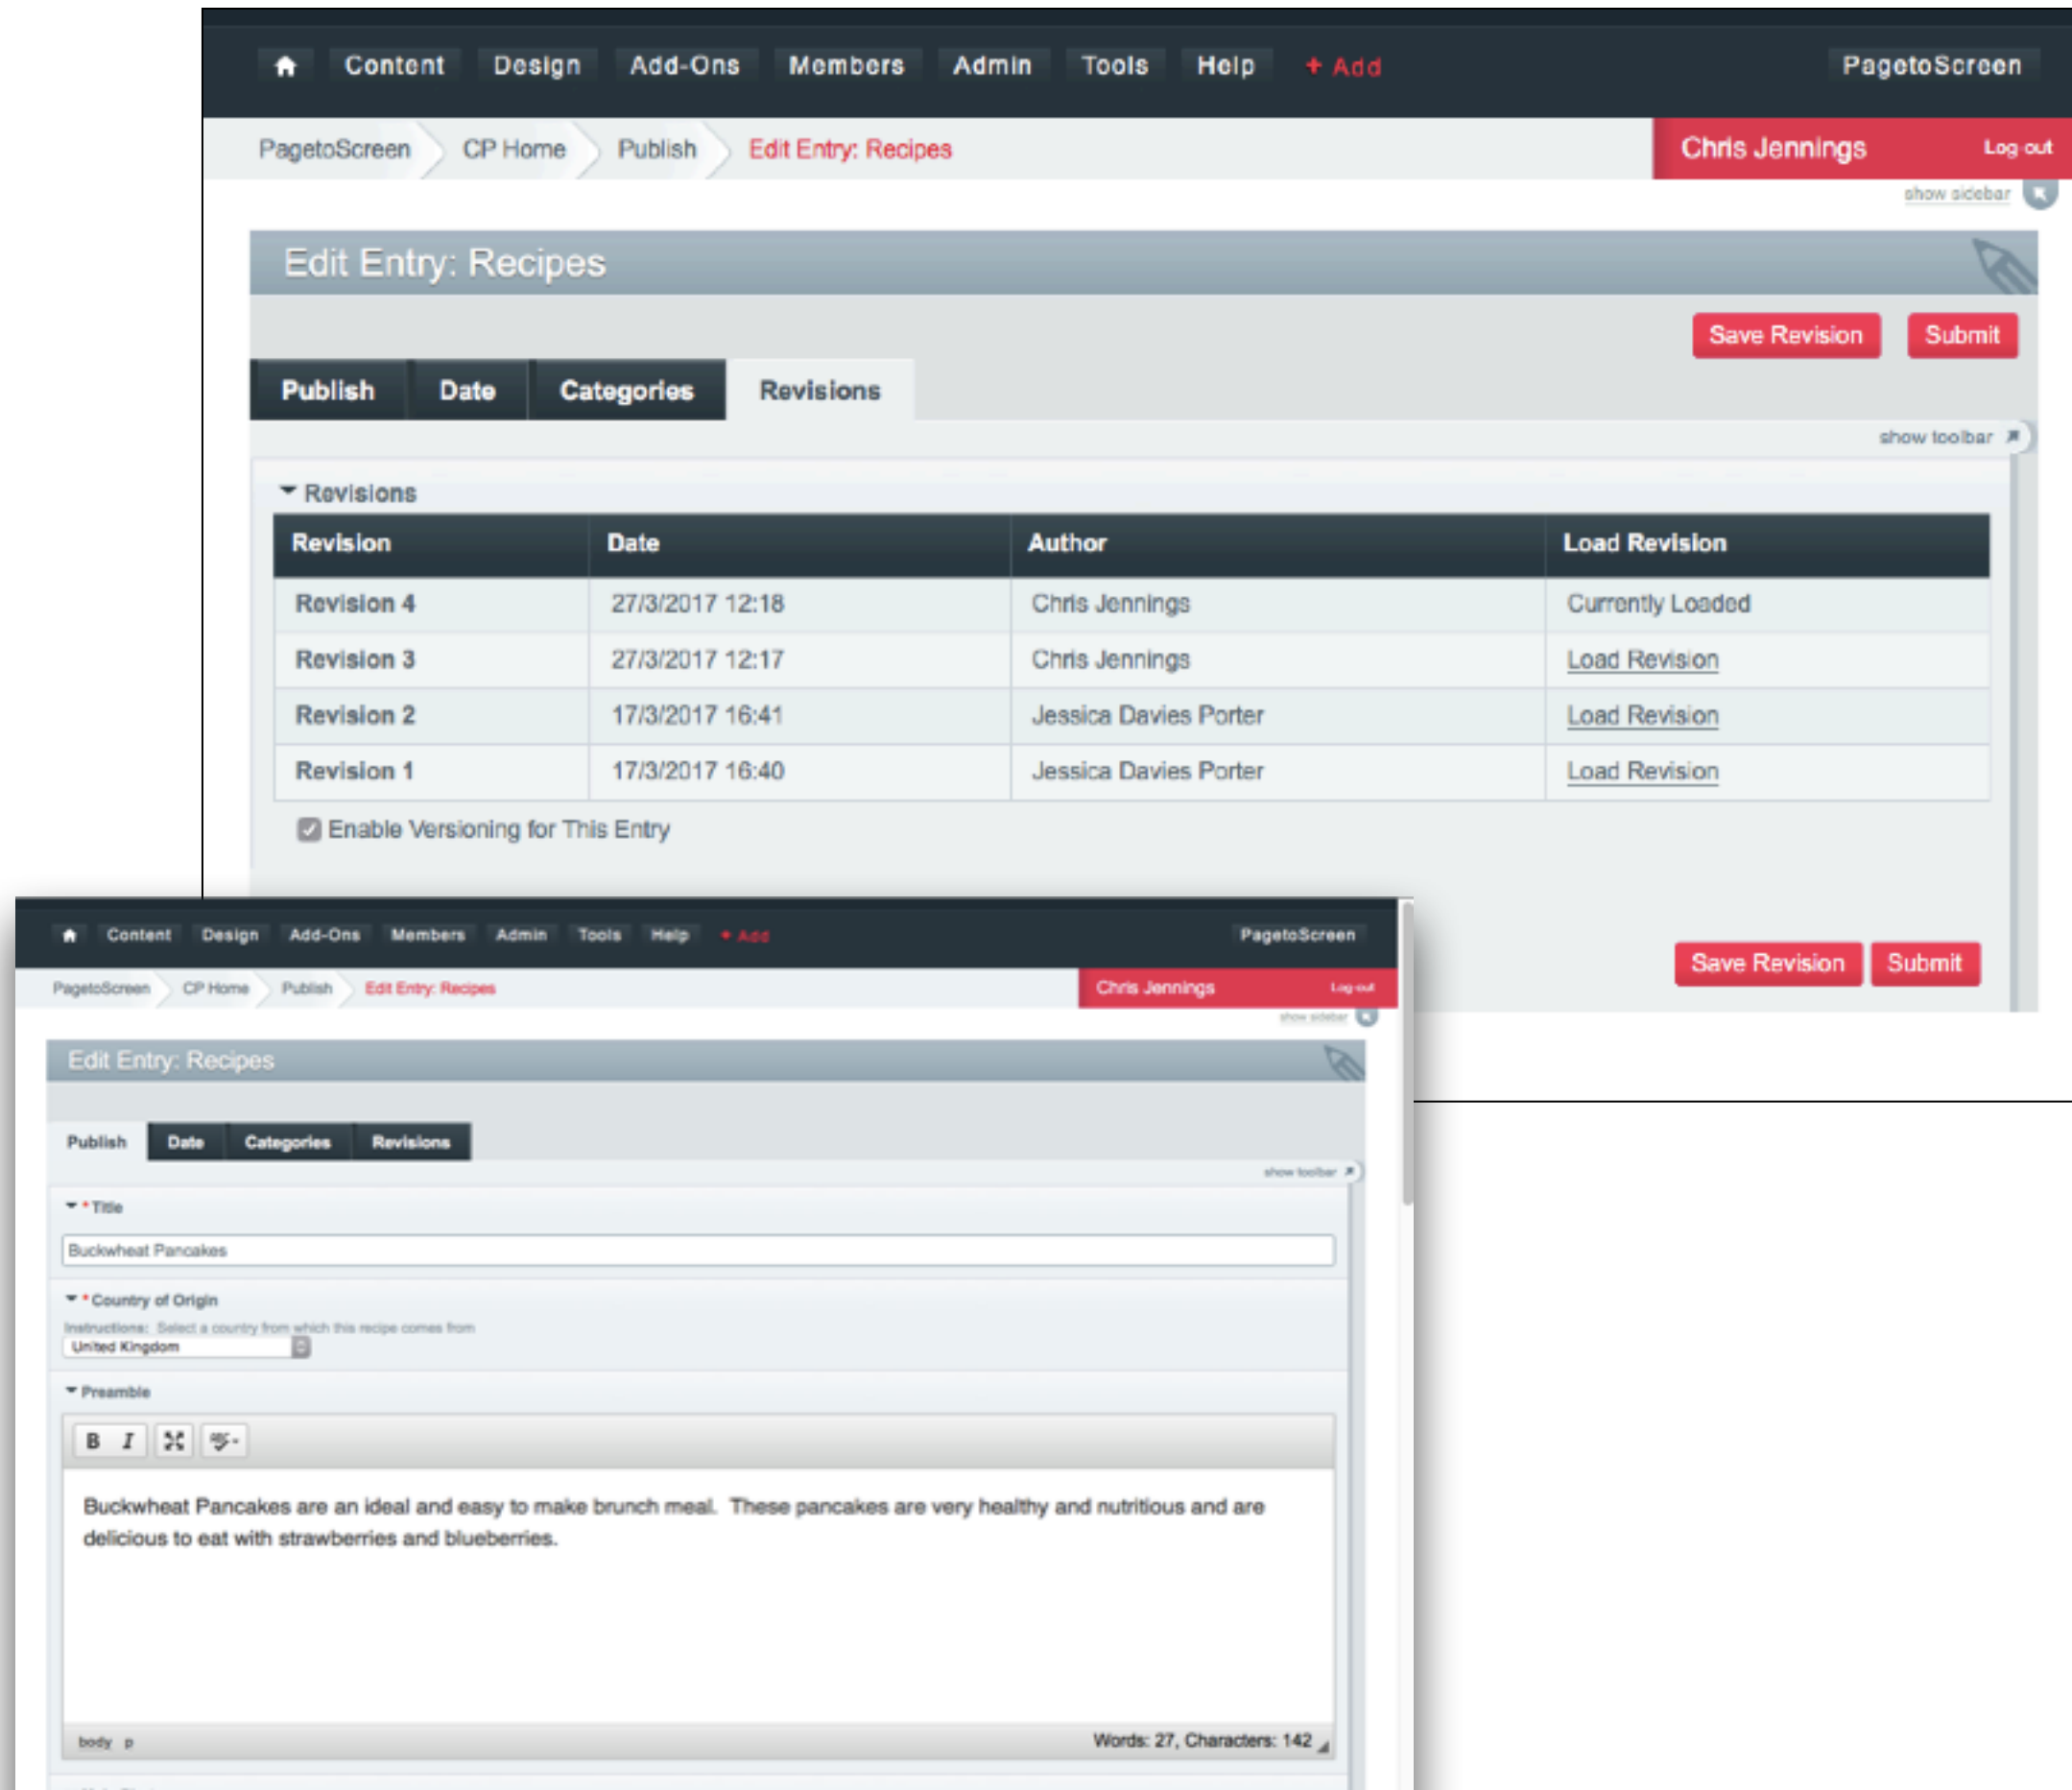 Content Design Add-Ons Members Admin Tools Help + Add PagetoScreen
PagetoScreen CP Home Publish Edit Entry: Recipes Chris Jennings Log-out
show sidebar
Edit Entry: Recipes
Save Revision Submit
Publish Date Categories Revisions
show toolbar
Revisions
Revision Date Author Load Revision
Revision 4 27/3/2017 12:18 Chris Jennings Currently Loaded
Revision 3 27/3/2017 12:17 Chris Jennings Load Revision
Revision 2 17/3/2017 16:41 Jessica Davies Porter Load Revision
Revision 1 17/3/2017 16:40 Jessica Davies Porter Load Revision
Enable Versioning for This Entry
Save Revision Submit
Content Design Add-Ons Members Admin Tools Help + Add PagetoScreen
PagetoScreen CP Home Publish Edit Entry: Recipes Chris Jennings Log-out
show sidebar
Edit Entry: Recipes
Publish Date Categories Revisions
show toolbar
* Title
Buckwheat Pancakes
* Country of Origin
Instructions: Select a country from which this recipe comes from
United Kingdom
Preamble
B I ABC
Buckwheat Pancakes are an ideal and easy to make brunch meal. These pancakes are very healthy and nutritious and are
delicious to eat with strawberries and blueberries.
body p Words: 27, Characters: 142